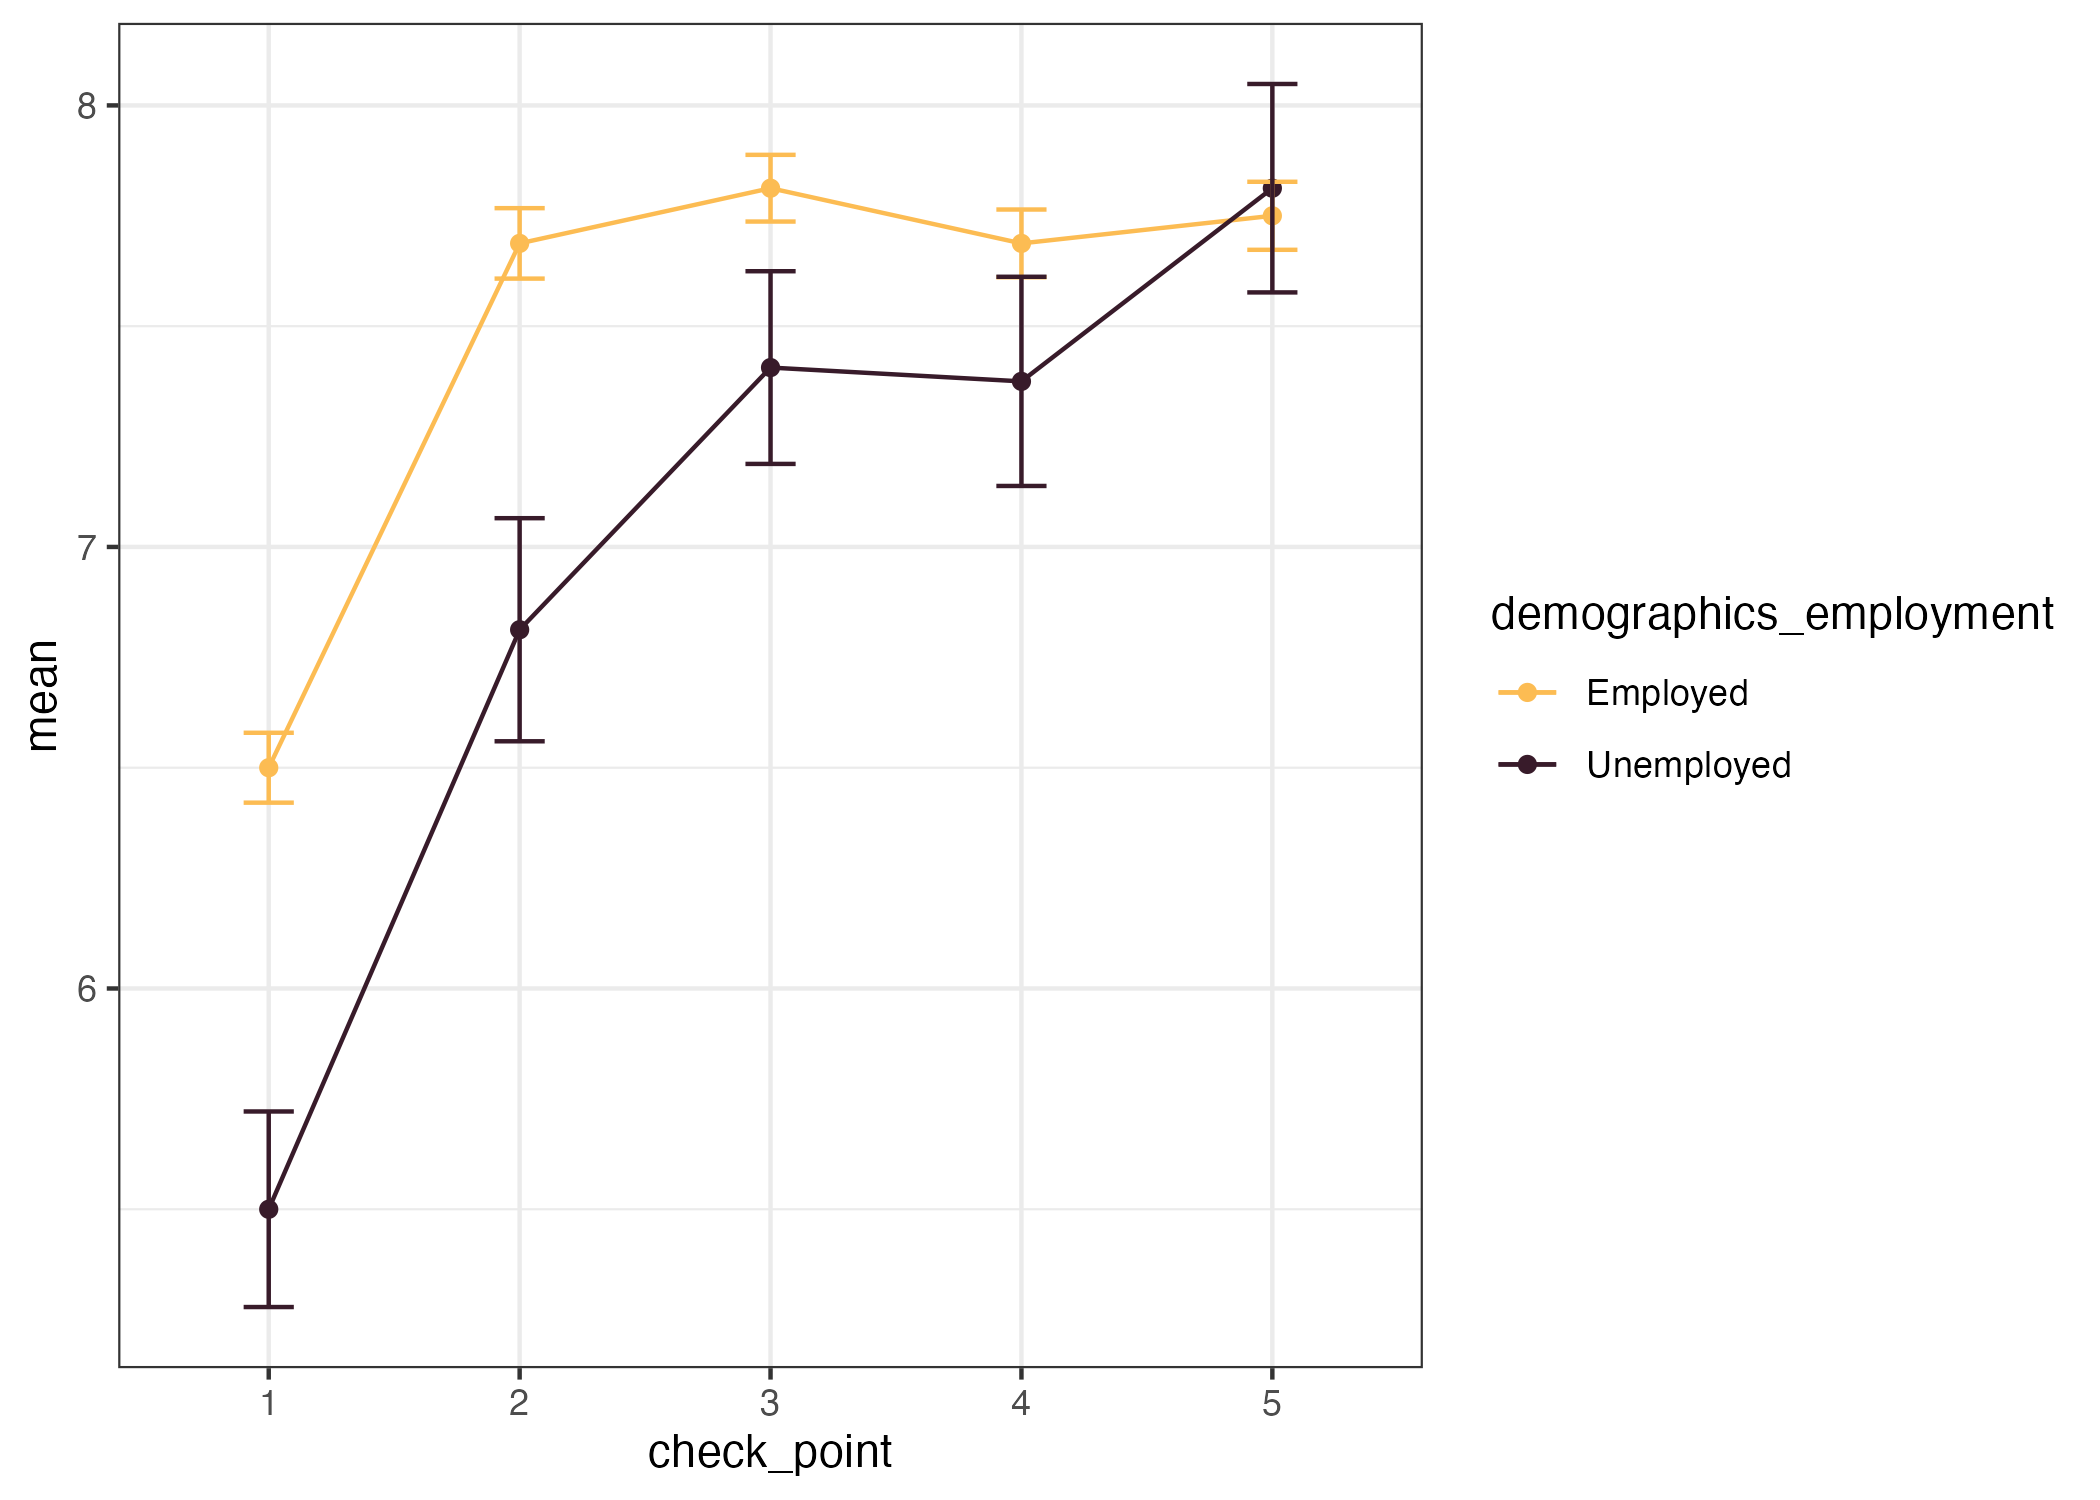 8
7
6
mean
1 2 3 4 5
check_point
demographics_employment
Employed
Unemployed